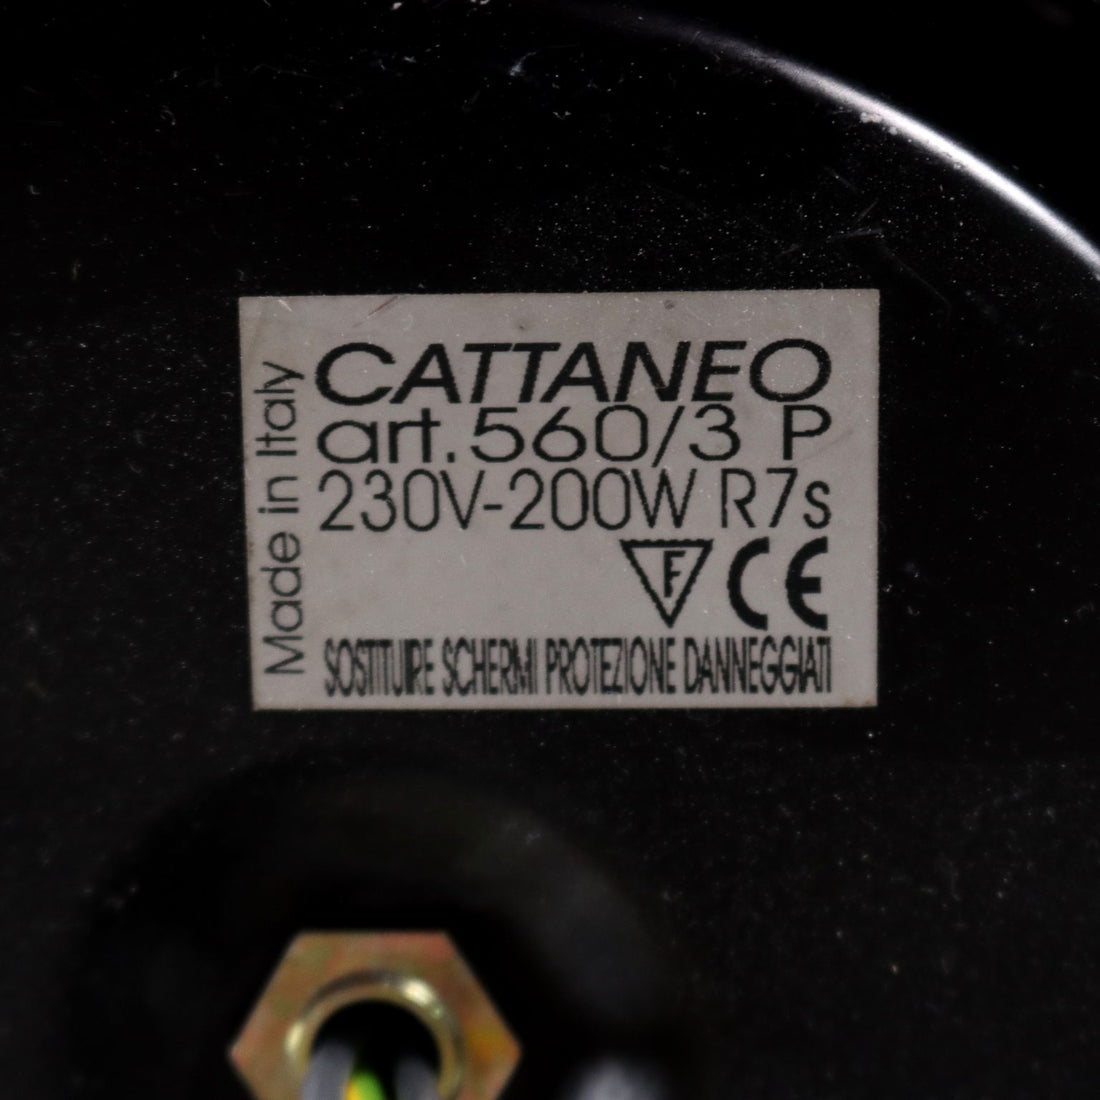 Made in Italy
CATTANEO
art.560/3 P
230V-200W R7s
F CE
SOSTITUIRE SCHERMI PROTEZIONE DANNEGGIATI